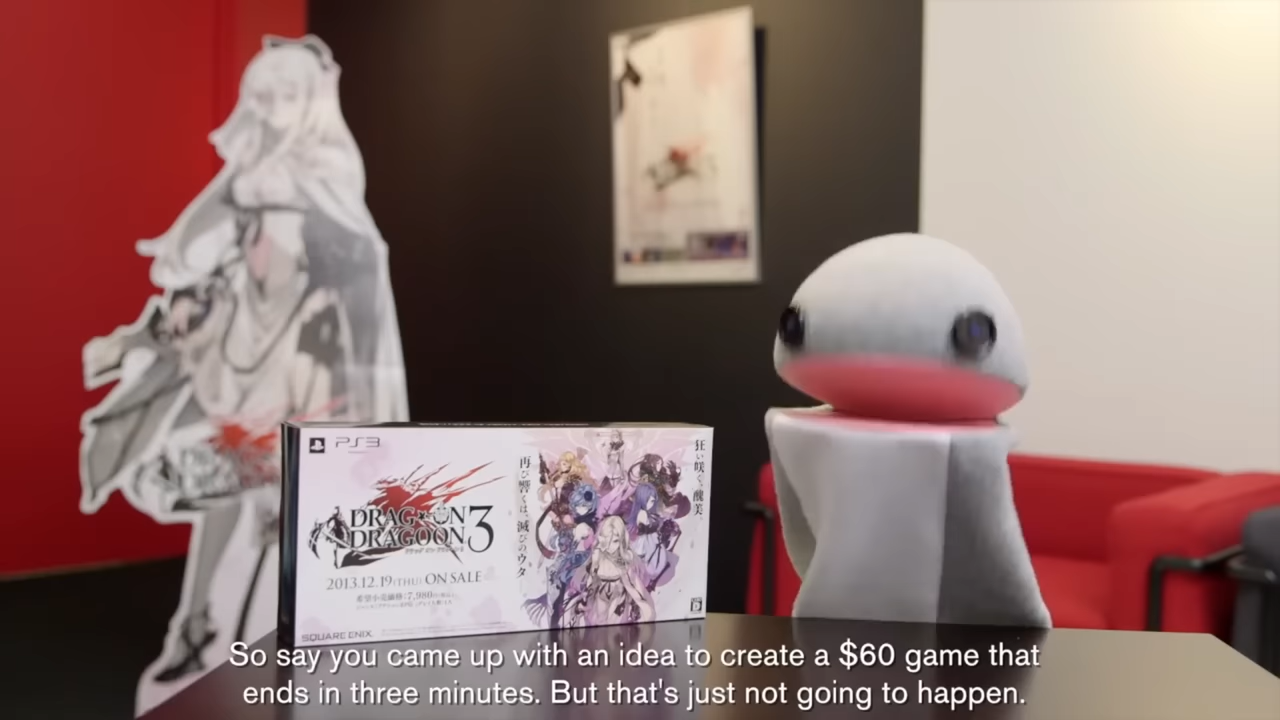 PS3
DRAG-ON
DRAGOON 3
2013.12.19(THU) ON SALE
SQUARE ENIX
再び響くは、滅びのウタ
狂い咲く、醜美。
So say you came up with an idea to create a $60 game that
ends in three minutes. But that's just not going to happen.